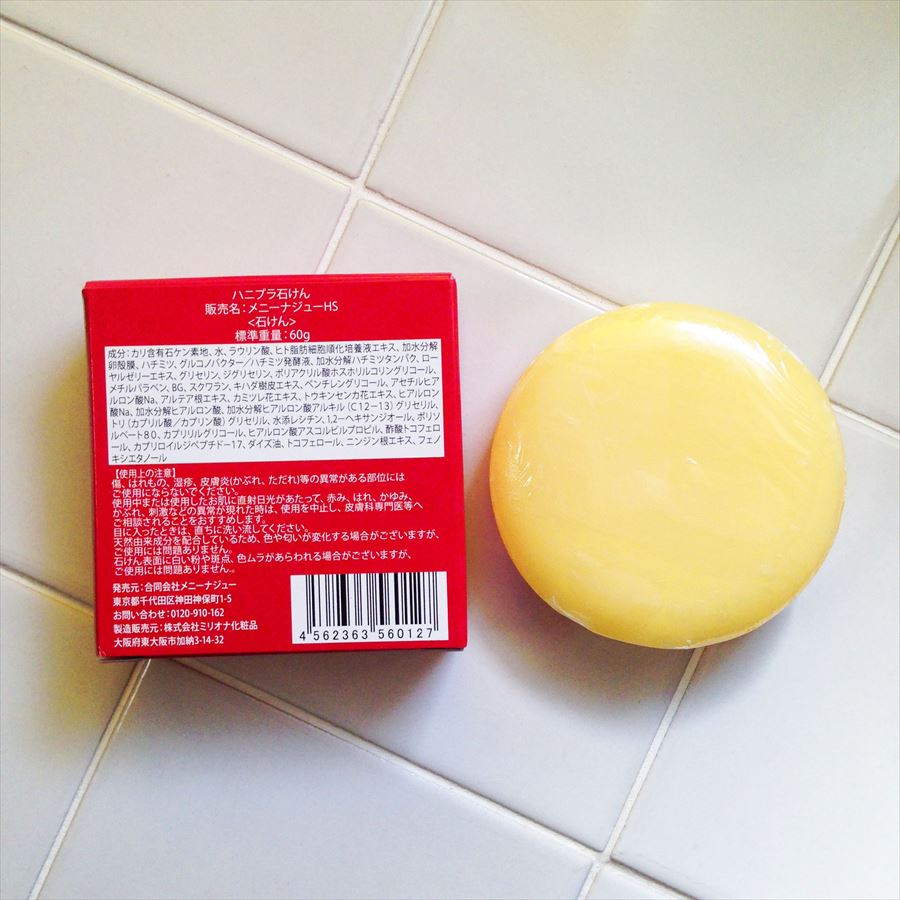 ハニプラ石けん
販売名：メニーナジューHS
<石けん>
標準重量：60g
成分：カリ含有石ケン素地、水、ラウリン酸、ヒト脂肪細胞順化培養液エキス、加水分解
卵殻膜、ハチミツ、グルコノバクター／ハチミツ発酵液、加水分解ハチミツタンパク、ロー
ヤルゼリーエキス、グリセリン、ジグリセリン、ポリアクリル酸ホスホリルコリングリコール、
メチルパラベン、BG、スクワラン、キハダ樹皮エキス、ペンチレングリコール、アセチルヒア
ルロン酸Na、アルテア根エキス、カミツレ花エキス、トウキンセンカ花エキス、ヒアルロン
酸Na、加水分解ヒアルロン酸、加水分解ヒアルロン酸アルキル（C12−13）グリセリル、
トリ（カプリル酸／カプリン酸）グリセリル、水添レシチン、1,2−ヘキサンジオール、ポリソ
ルベート80、カプリリルグリコール、ヒアルロン酸アスコルビルプロピル、酢酸トコフェロ
ール、カプロイルジペプチド−17、ダイズ油、トコフェロール、ニンジン根エキス、フェノ
キシエタノール
【使用上の注意】
傷、はれもの、湿疹、皮膚炎(かぶれ、ただれ)等の異常がある部位には
ご使用にならないでください。
使用中または使用したお肌に直射日光があたって、赤み、はれ、かゆみ、
かぶれ、刺激などの異常が現れた時は、使用を中止し、皮膚科専門医等へ
ご相談されることをおすすめします。
目に入ったときは、直ちに洗い流してください。
天然由来成分を配合しているため、色や匂いが変化する場合がございますが、
ご使用には問題ありません。
石けん表面に白い粉や斑点、色ムラがあらわれる場合がございますが、
ご使用には問題ありません。
発売元：合同会社メニーナジュー
東京都千代田区神田神保町1-5
お問い合わせ：0120-910-162
製造販売元：株式会社ミリオナ化粧品
大阪府東大阪市加納3-14-32
4 562363 560127